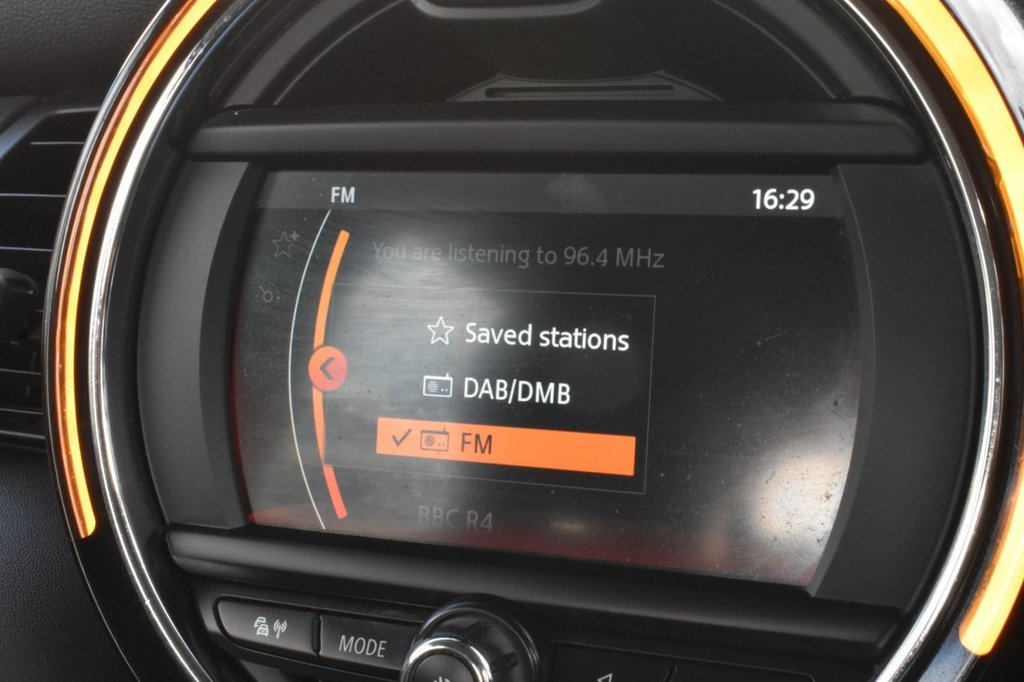 FM 16:29
You are listening to 96.4 MHz
Saved stations
DAB/DMB
FM
BBC R4
MODE